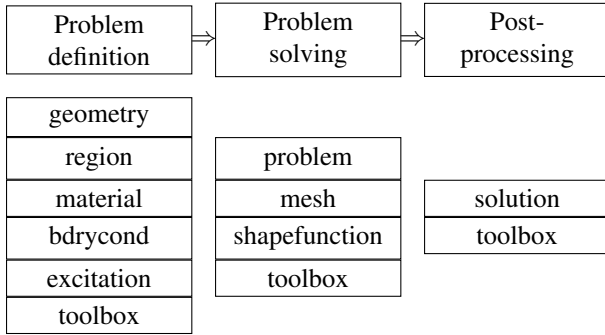 Problem
definition
⇒
Problem
solving
⇒
Post-
processing
geometry
region
material
bdrycond
excitation
toolbox
problem
mesh
shapefunction
toolbox
solution
toolbox